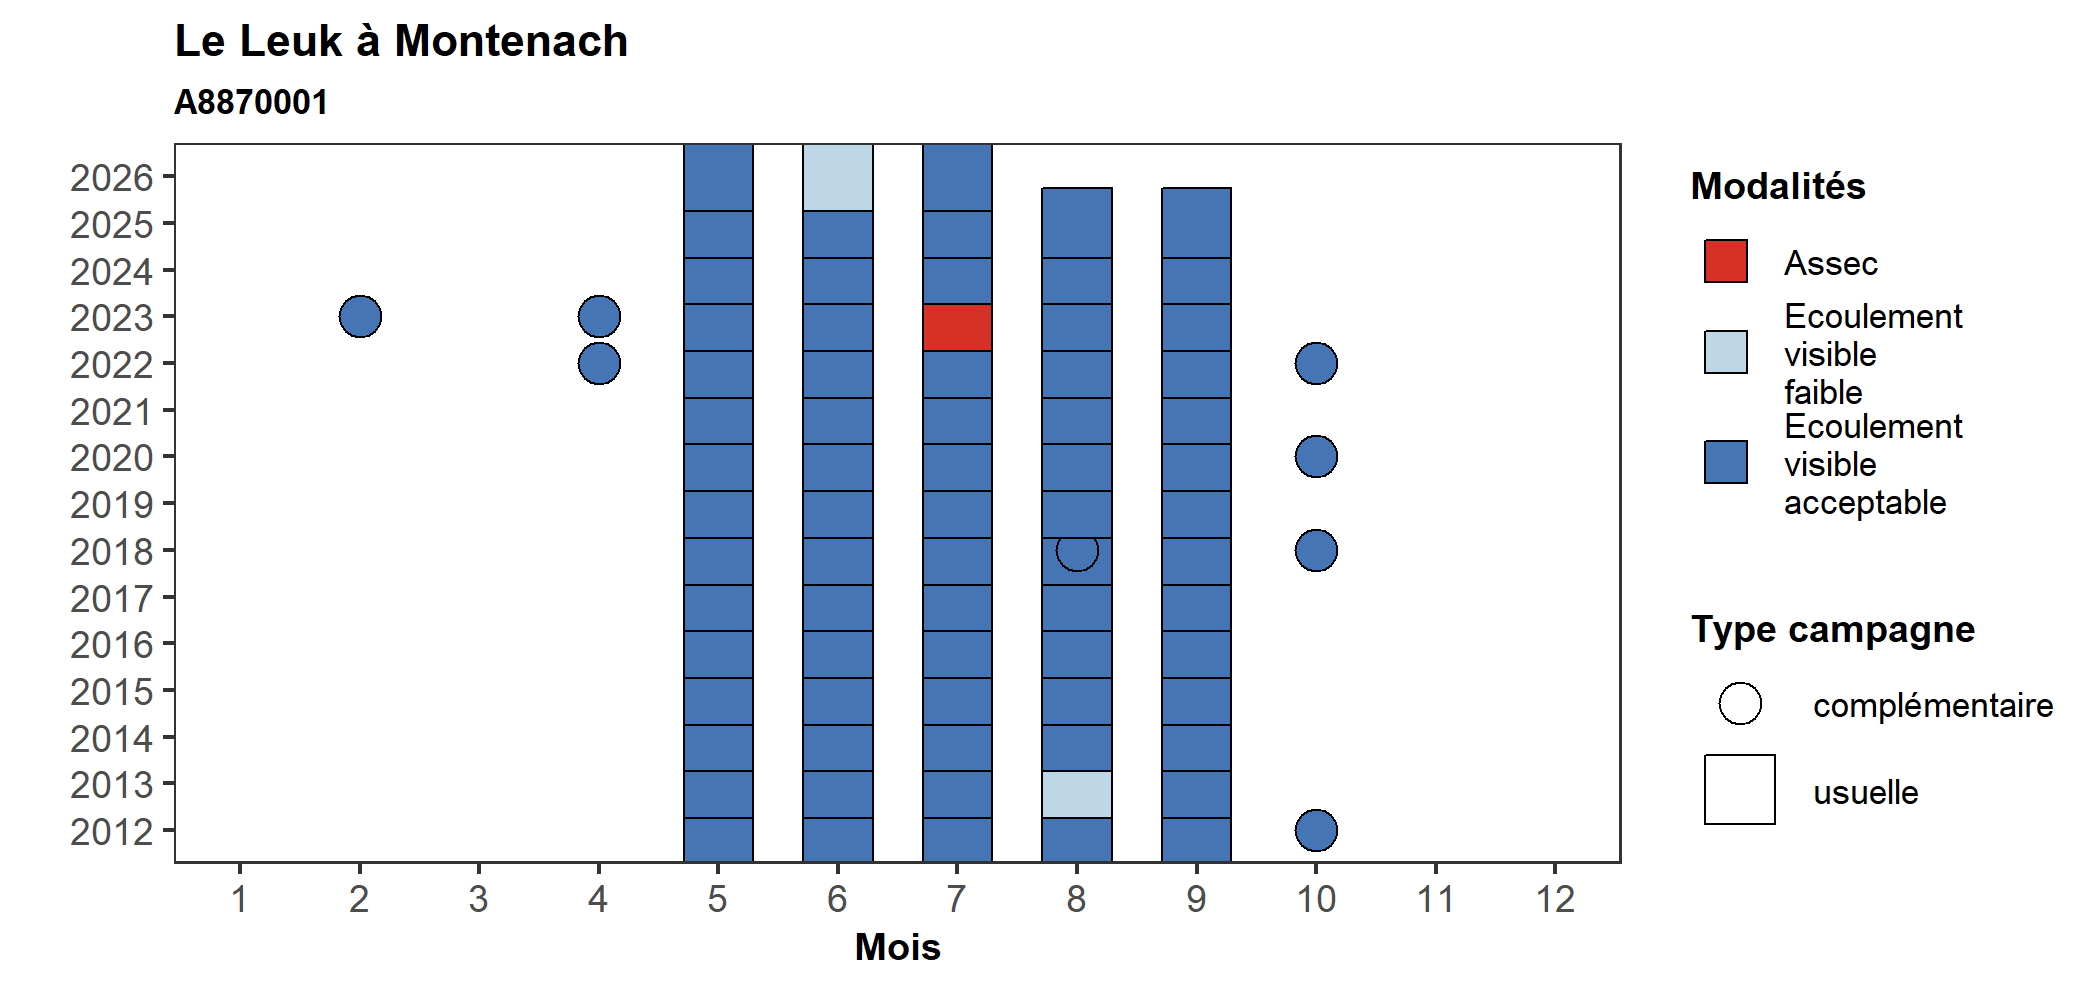 Le Leuk à Montenach
A8870001
2026
2025
2024
2023
2022
2021
2020
2019
2018
2017
2016
2015
2014
2013
2012
1 2 3 4 5 6 7 8 9 10 11 12
Mois
Modalités
Assec
Ecoulement
visible
faible
Ecoulement
visible
acceptable
Type campagne
complémentaire
usuelle